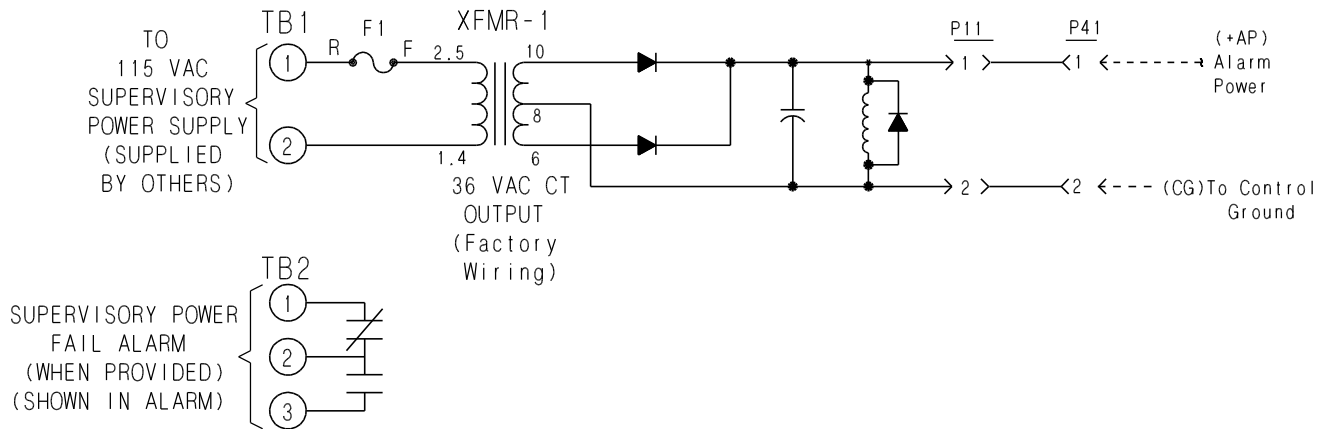 TB1
TO
115 VAC
SUPERVISORY
POWER SUPPLY
(SUPPLIED
BY OTHERS)
1
2
F1
R
F
XFMR-1
2.5
1.4
10
8
6
36 VAC CT
OUTPUT
(Factory
Wiring)
P11
P41
1
1
(+AP)
Alarm
Power
2
2
(CG)To Control
Ground
TB2
SUPERVISORY POWER
FAIL ALARM
(WHEN PROVIDED)
(SHOWN IN ALARM)
1
2
3